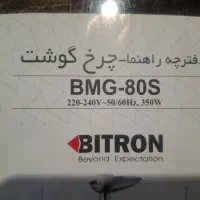 دفترچه راهنما-چرخ گوشت
BMG-80S
220-240V~50/60Hz, 350W
BITRON
Beyond Expectation